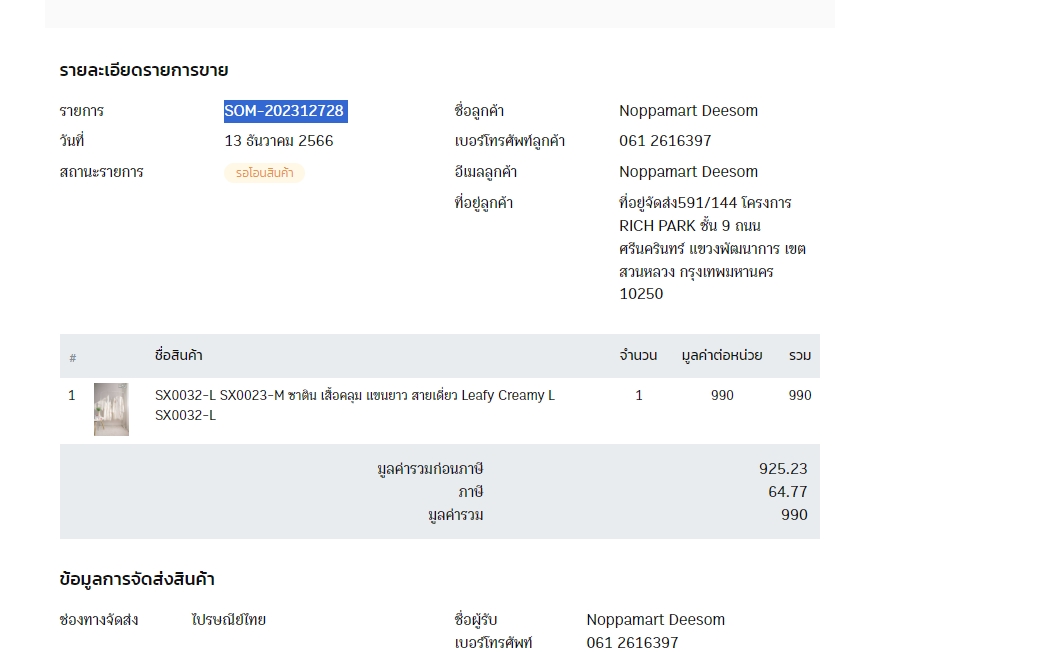 รายละเอียดรายการขาย
รายการ SOM-202312728 ชื่อลูกค้า Noppamart Deesom
วันที่ 13 ธันวาคม 2566 เบอร์โทรศัพท์ลูกค้า 061 2616397
สถานะรายการ รอโอนสินค้า อีเมลลูกค้า Noppamart Deesom
ที่อยู่ลูกค้า ที่อยู่จัดส่ง591/144 โครงการ
RICH PARK ชั้น 9 ถนน
ศรีนครินทร์ แขวงพัฒนาการ เขต
สวนหลวง กรุงเทพมหานคร
10250
# ชื่อสินค้า จำนวน มูลค่าต่อหน่วย รวม
1 SX0032-L SX0023-M ซาติน เสื้อคลุม แขนยาว สายเดี่ยว Leafy Creamy L 1 990 990
SX0032-L
มูลค่ารวมก่อนภาษี 925.23
ภาษี 64.77
มูลค่ารวม 990
ข้อมูลการจัดส่งสินค้า
ช่องทางจัดส่ง ไปรษณีย์ไทย ชื่อผู้รับ Noppamart Deesom
เบอร์โทรศัพท์ 061 2616397